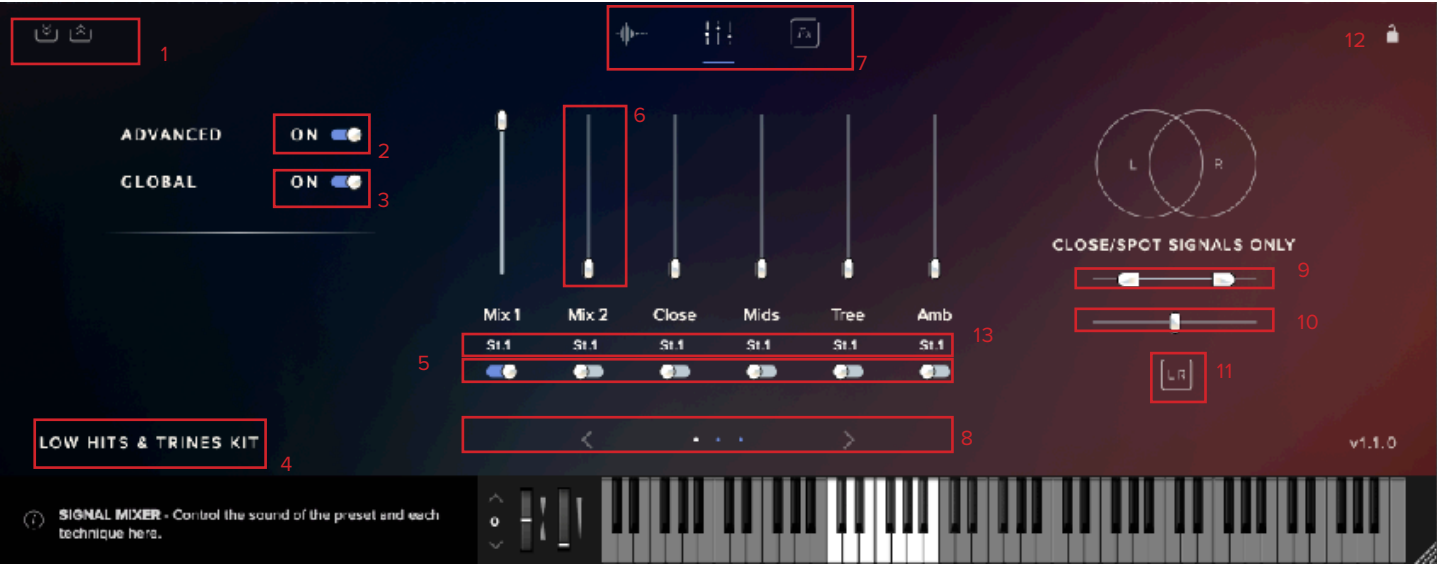 1
7
12
FX
ADVANCED ON
2
GLOBAL ON
3
6
L R
CLOSE/SPOT SIGNALS ONLY
9
10
Mix 1 Mix 2 Close Mids Tree Amb
St.1 St.1 St.1 St.1 St.1 St.1
13
5
LR
11
LOW HITS & TRINES KIT
4
8
v1.1.0
SIGNAL MIXER - Control the sound of the preset and each
technique here.
0